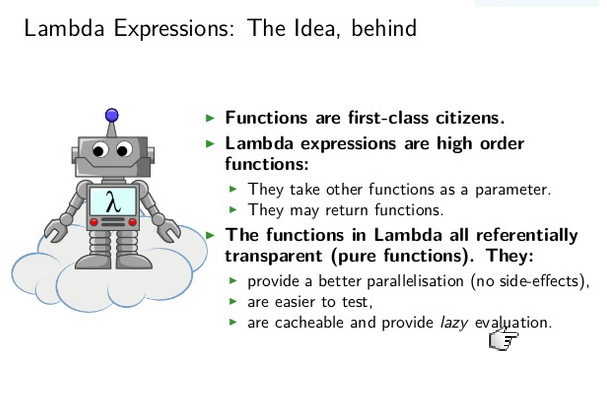 Lambda Expressions: The Idea, behind
Functions are first-class citizens.
Lambda expressions are high order
functions:
They take other functions as a parameter.
They may return functions.
λ
The functions in Lambda all referentially
transparent (pure functions). They:
provide a better parallelisation (no side-effects),
are easier to test,
are cacheable and provide lazy evaluation.